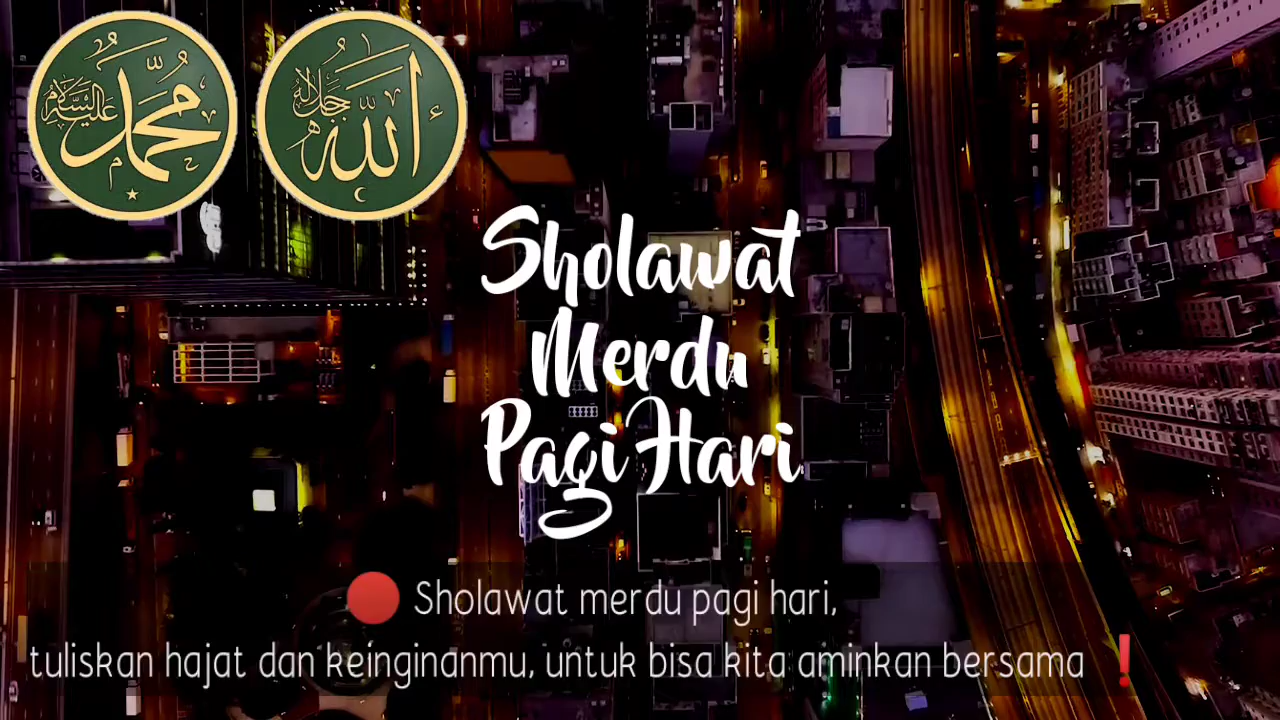 محمد عليه السلام
الله جل جلاله
Sholawat
Merdu
Pagi Hari
🔴 Sholawat merdu pagi hari,
tuliskan hajat dan keinginanmu, untuk bisa kita aminkan bersama ❗